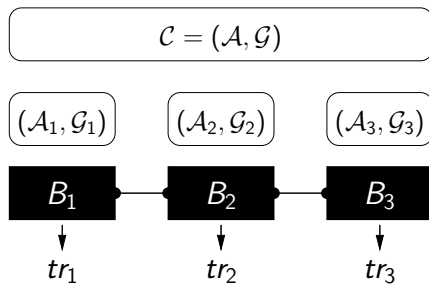 𝒞 = (𝒜, 𝒢)
(𝒜₁, 𝒢₁) (𝒜₂, 𝒢₂) (𝒜₃, 𝒢₃)
B₁ B₂ B₃
tr₁ tr₂ tr₃